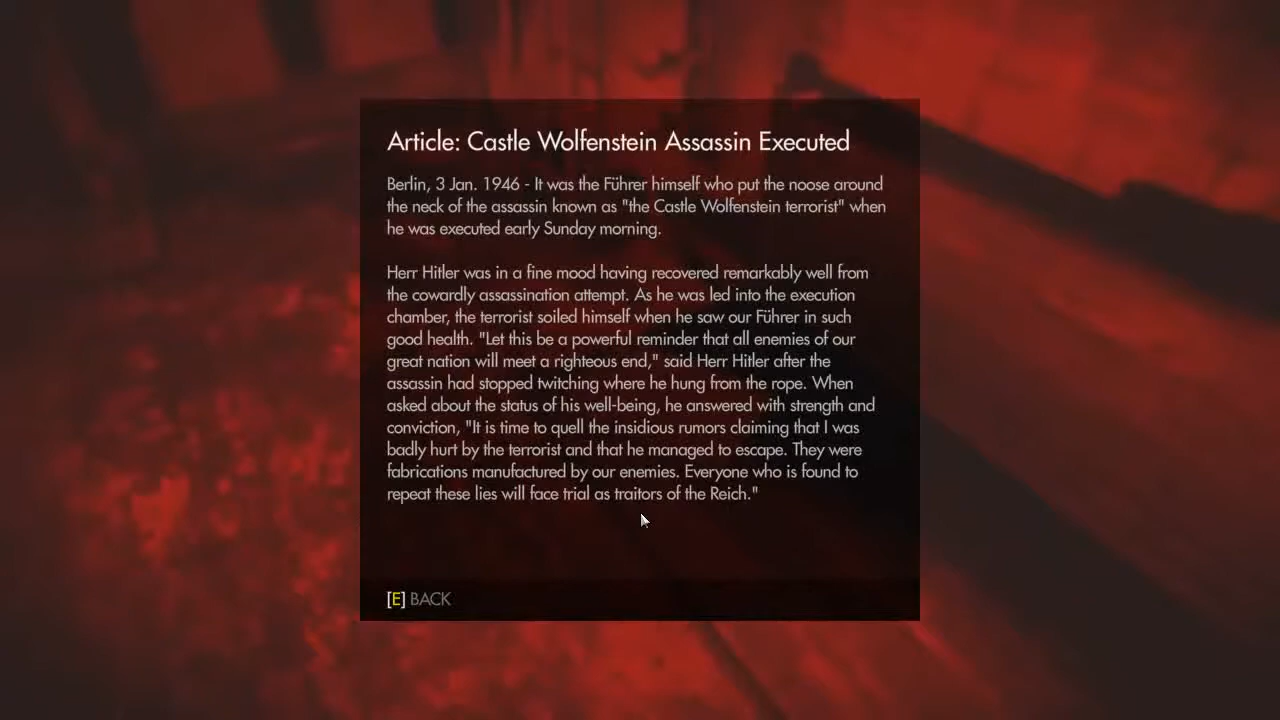 Article: Castle Wolfenstein Assassin Executed
Berlin, 3 Jan. 1946 - It was the Führer himself who put the noose around
the neck of the assassin known as "the Castle Wolfenstein terrorist" when
he was executed early Sunday morning.
Herr Hitler was in a fine mood having recovered remarkably well from
the cowardly assassination attempt. As he was led into the execution
chamber, the terrorist soiled himself when he saw our Führer in such
good health. "Let this be a powerful reminder that all enemies of our
great nation will meet a righteous end," said Herr Hitler after the
assassin had stopped twitching where he hung from the rope. When
asked about the status of his well-being, he answered with strength and
conviction, "It is time to quell the insidious rumors claiming that I was
badly hurt by the terrorist and that he managed to escape. They were
fabrications manufactured by our enemies. Everyone who is found to
repeat these lies will face trial as traitors of the Reich."
[E] BACK